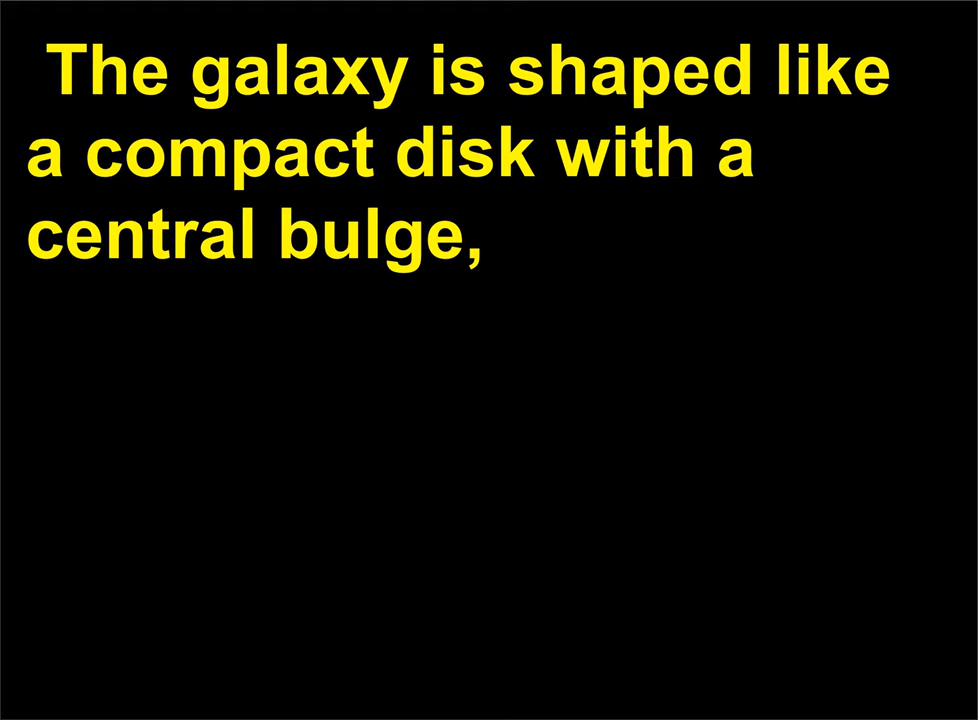 The galaxy is shaped like
a compact disk with a
central bulge,